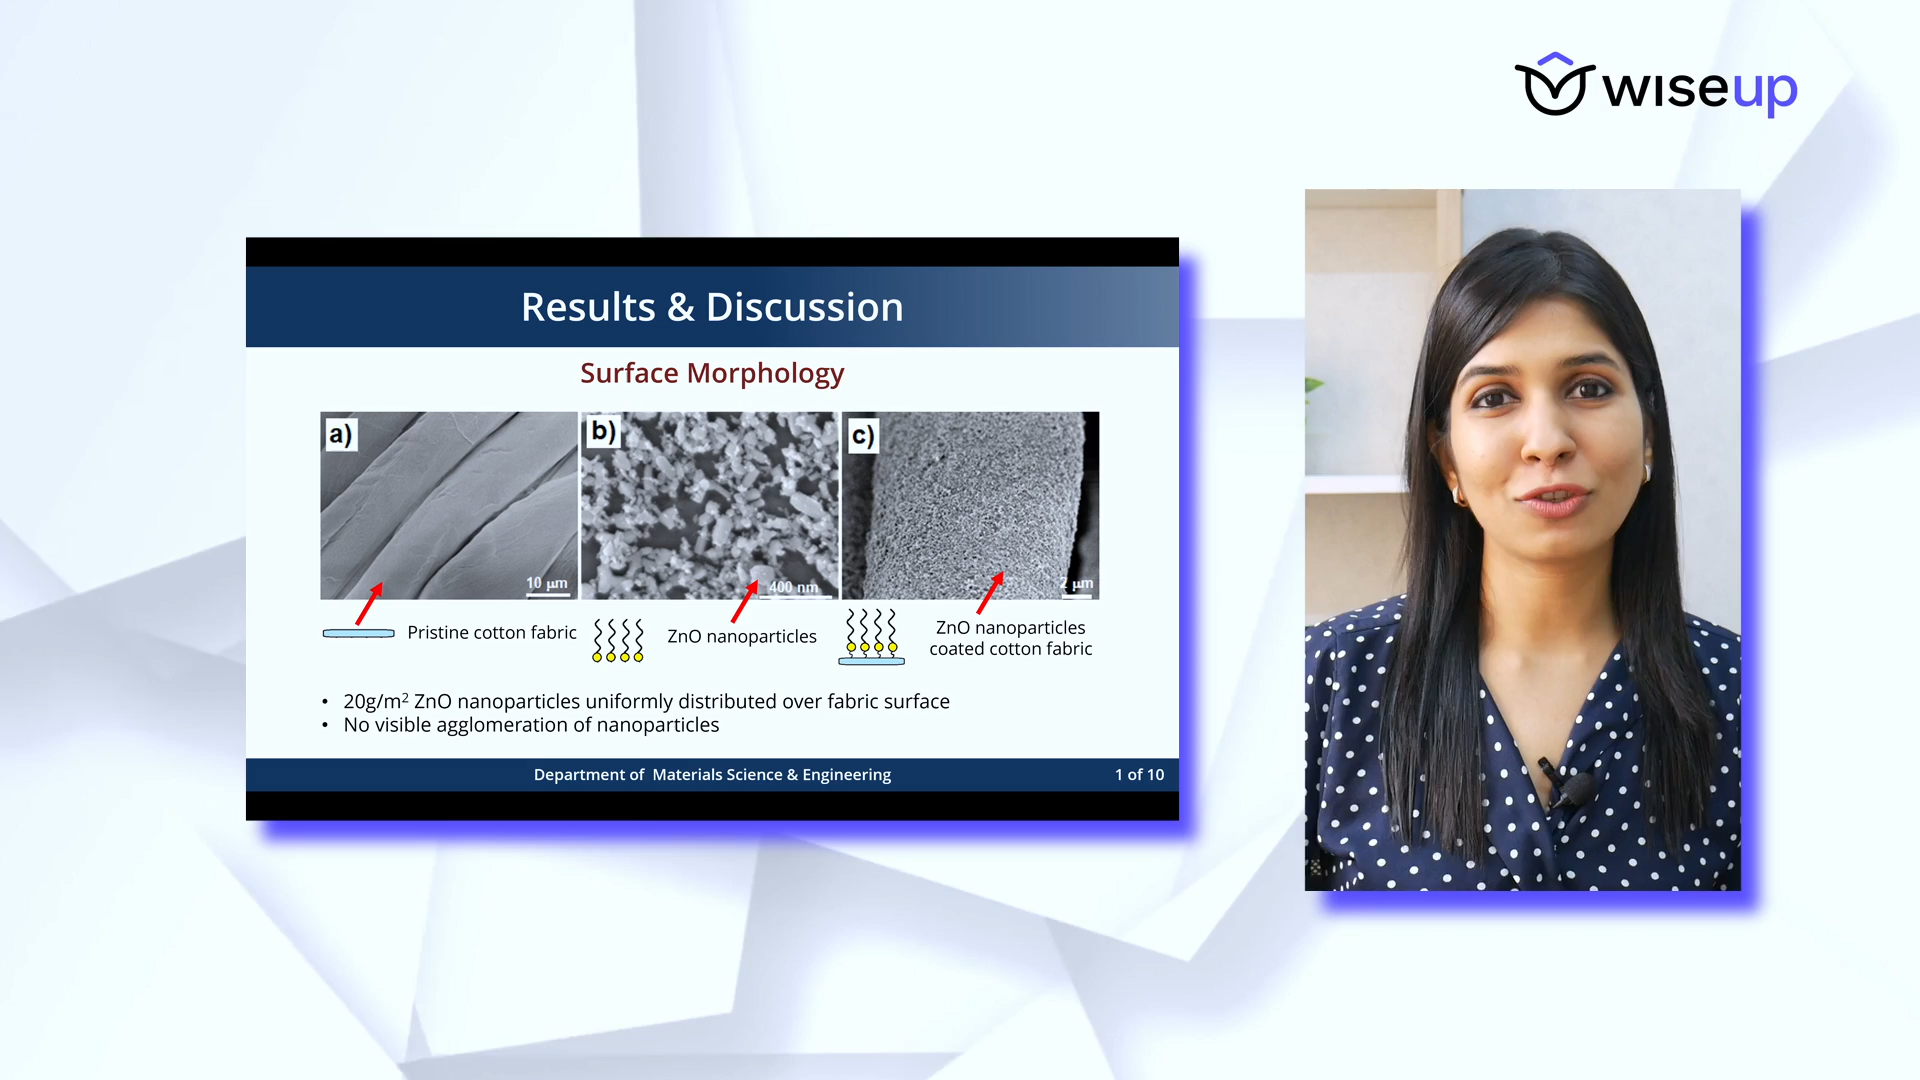 wiseup
Results & Discussion
Surface Morphology
a)
b)
c)
10 μm
400 nm
2 μm
Pristine cotton fabric
ZnO nanoparticles
ZnO nanoparticles
coated cotton fabric
• 20g/m² ZnO nanoparticles uniformly distributed over fabric surface
• No visible agglomeration of nanoparticles
Department of Materials Science & Engineering
1 of 10